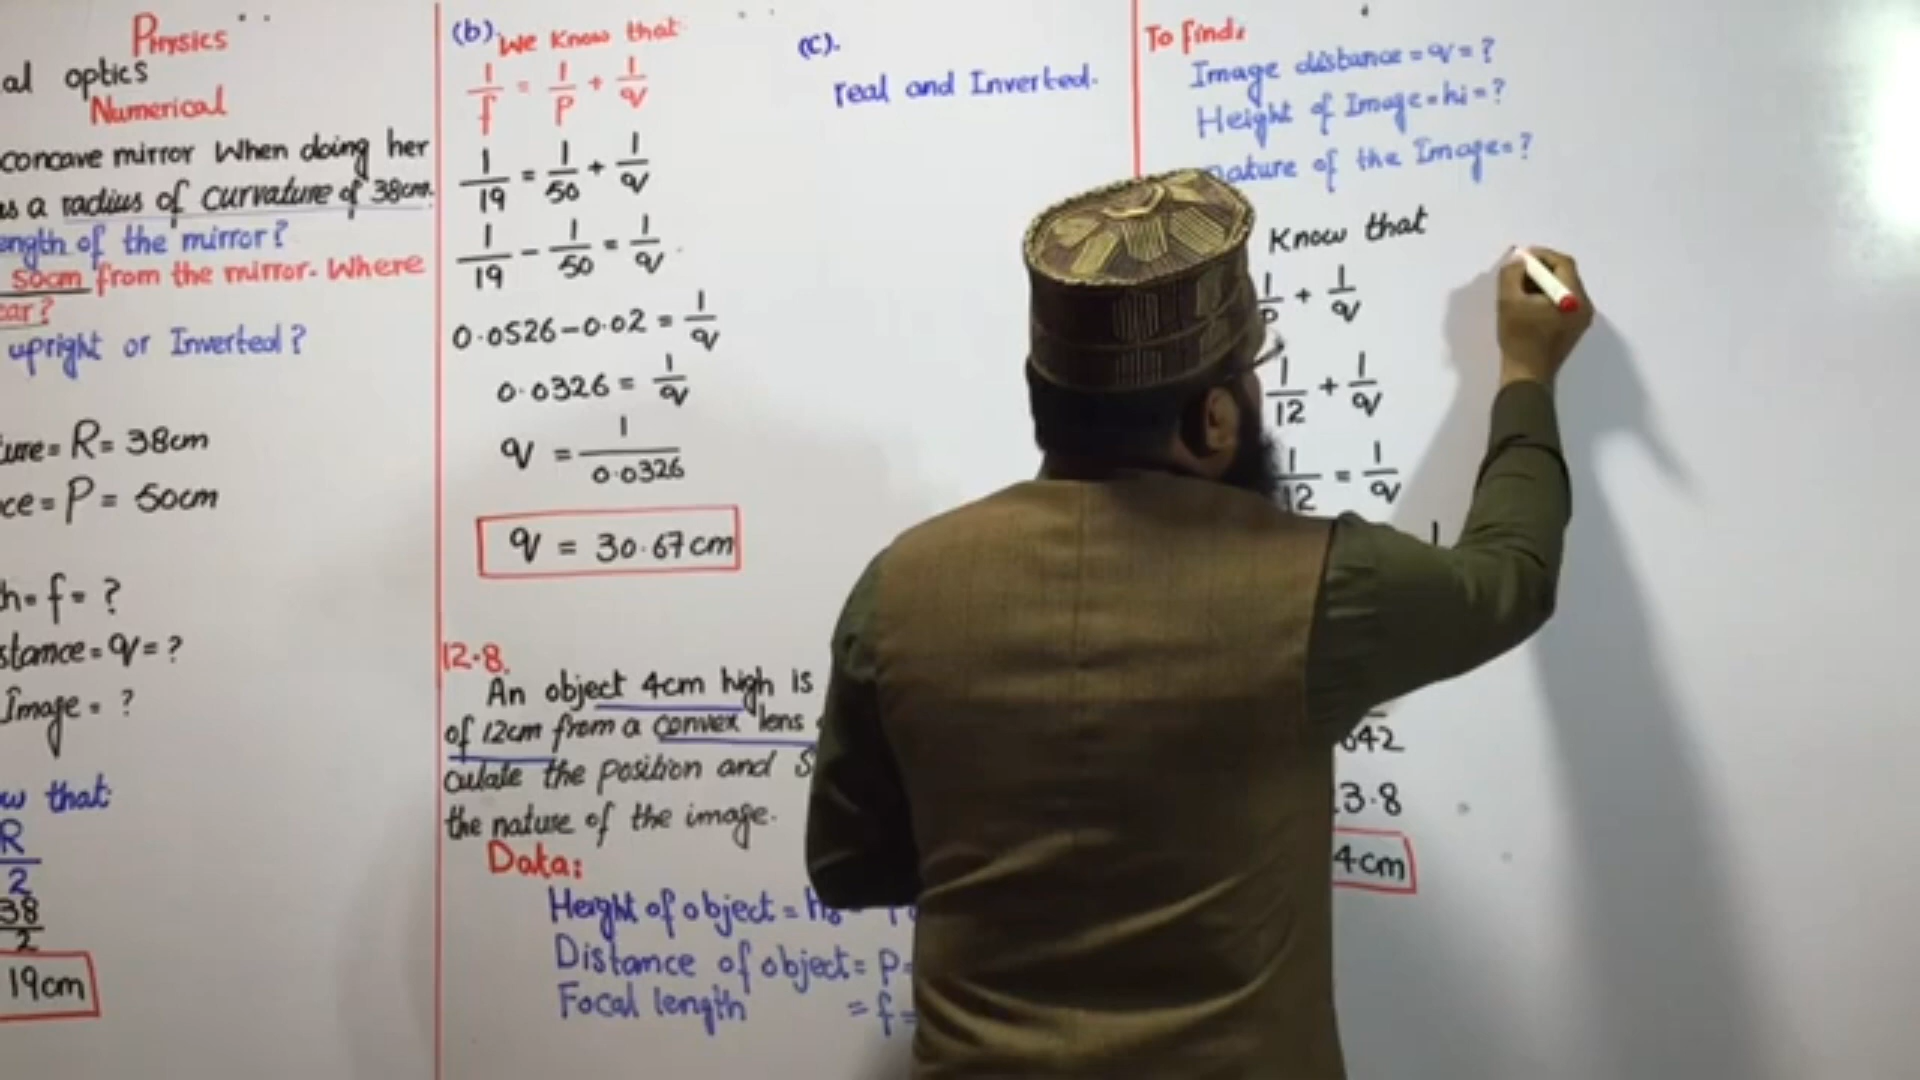 Physics
al optics
Numerical
concave mirror When doing her
as a radius of curvature of 38cm.
ength of the mirror?
50cm from the mirror. Where
ear?
upright or Inverted?
ure = R = 38cm
ce = P = 50cm
h = f = ?
stance = q = ?
Image = ?
w that
R
2
38
2
19cm
(b). We Know that
1/f = 1/p + 1/q
1/19 = 1/50 + 1/q
1/19 - 1/50 = 1/q
0.0526-0.02 = 1/q
0.0326 = 1/q
q = 1/0.0326
q = 30.67cm
12.8.
An object 4cm high is
of 12cm from a convex lens
culate the position and S
the nature of the image.
Data:
Height of object = ho =
Distance of object = P=
Focal length = f =
(c).
real and Inverted.
To find:
Image distance = q = ?
Height of Image = hi = ?
nature of the Image = ?
Know that
1/p + 1/q
1/12 + 1/q
1/12 = 1/q
1
642
13.8
4cm